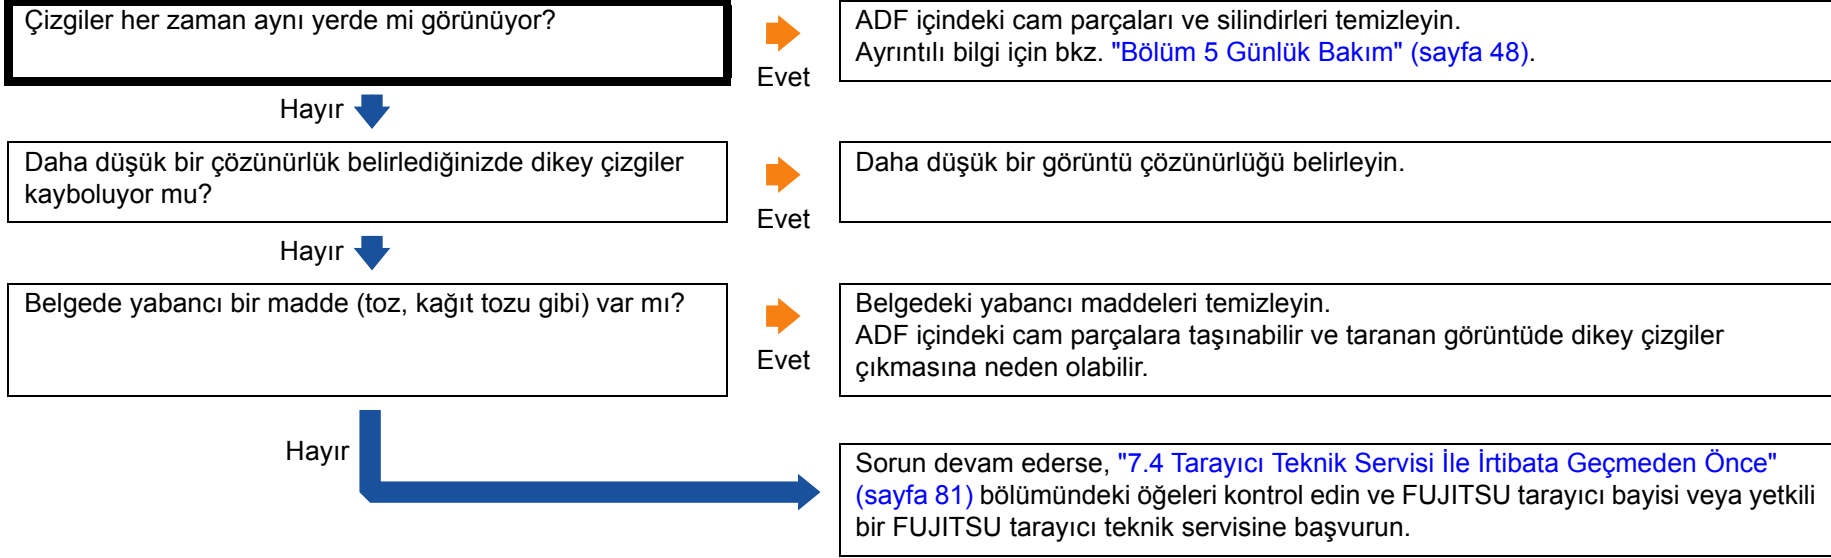 Çizgiler her zaman aynı yerde mi görünüyor?
Evet
ADF içindeki cam parçaları ve silindirleri temizleyin.
Ayrıntılı bilgi için bkz. "Bölüm 5 Günlük Bakım" (sayfa 48).
Hayır
Daha düşük bir çözünürlük belirlediğinizde dikey çizgiler
kayboluyor mu?
Evet
Daha düşük bir görüntü çözünürlüğü belirleyin.
Hayır
Belgede yabancı bir madde (toz, kağıt tozu gibi) var mı?
Evet
Belgedeki yabancı maddeleri temizleyin.
ADF içindeki cam parçalara taşınabilir ve taranan görüntüde dikey çizgiler
çıkmasına neden olabilir.
Hayır
Sorun devam ederse, "7.4 Tarayıcı Teknik Servisi İle İrtibata Geçmeden Önce"
(sayfa 81) bölümündeki öğeleri kontrol edin ve FUJITSU tarayıcı bayisi veya yetkili
bir FUJITSU tarayıcı teknik servisine başvurun.